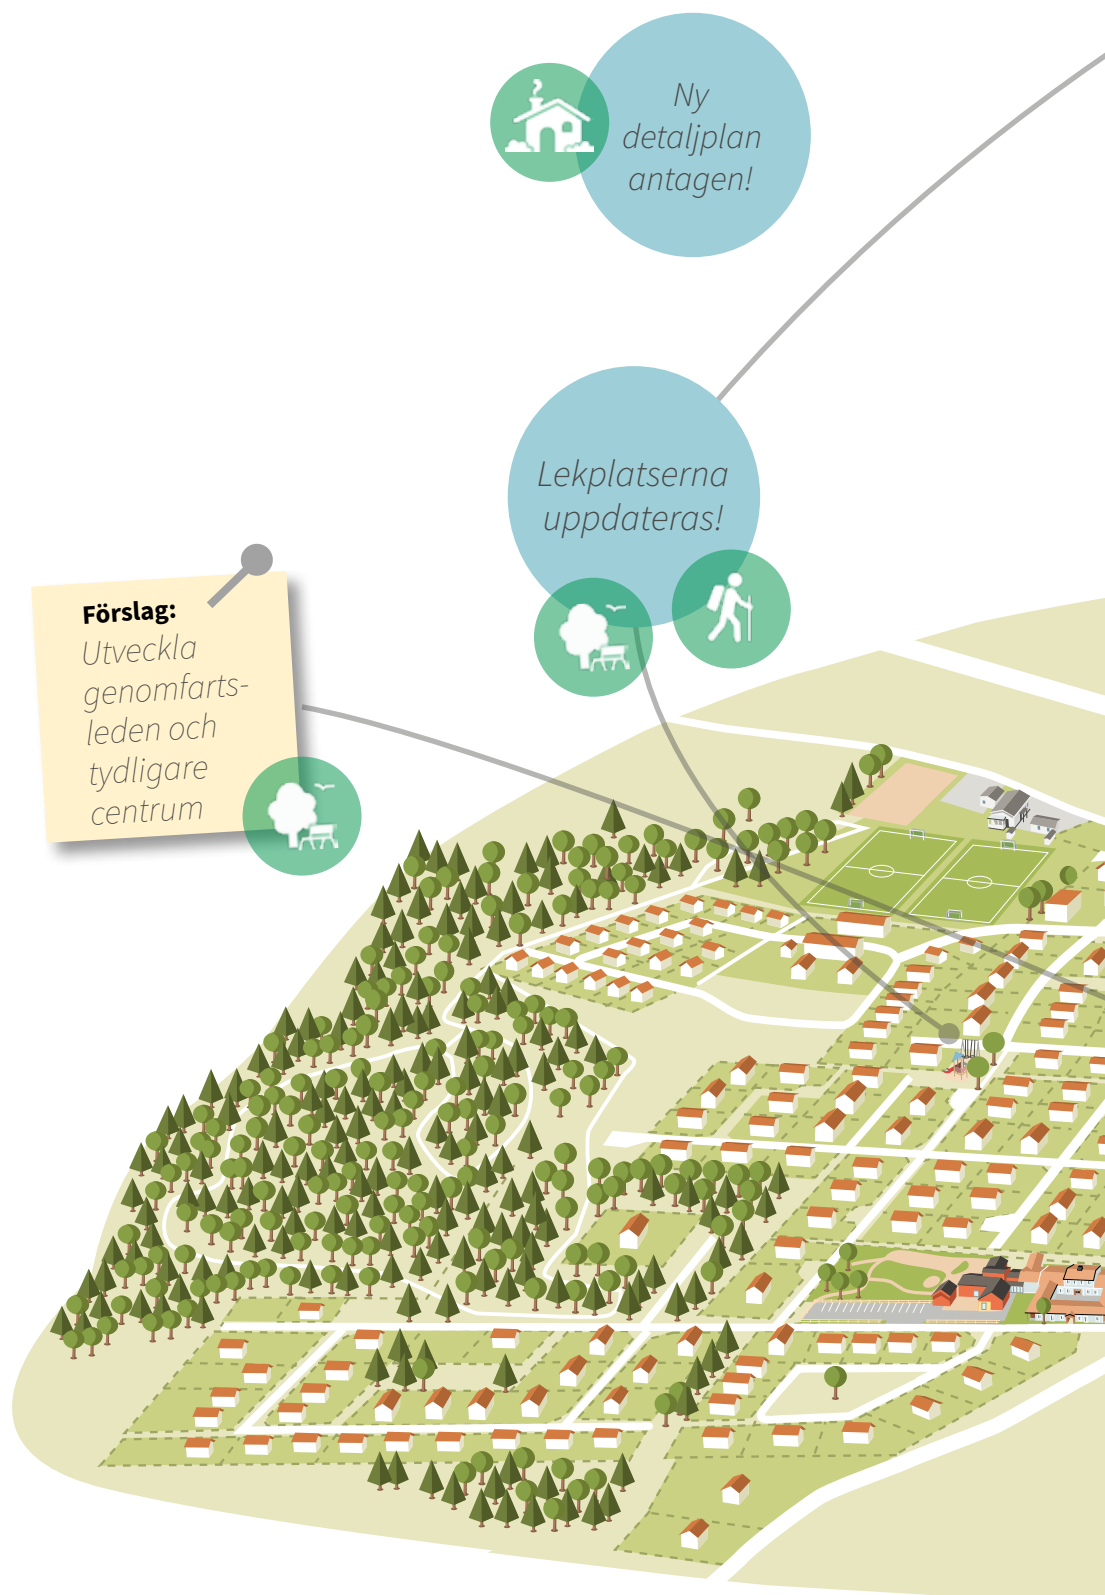 Ny
detaljplan
antagen!
Lekplatserna
uppdateras!
Förslag:
Utveckla
genomfarts-
leden och
tydligare
centrum